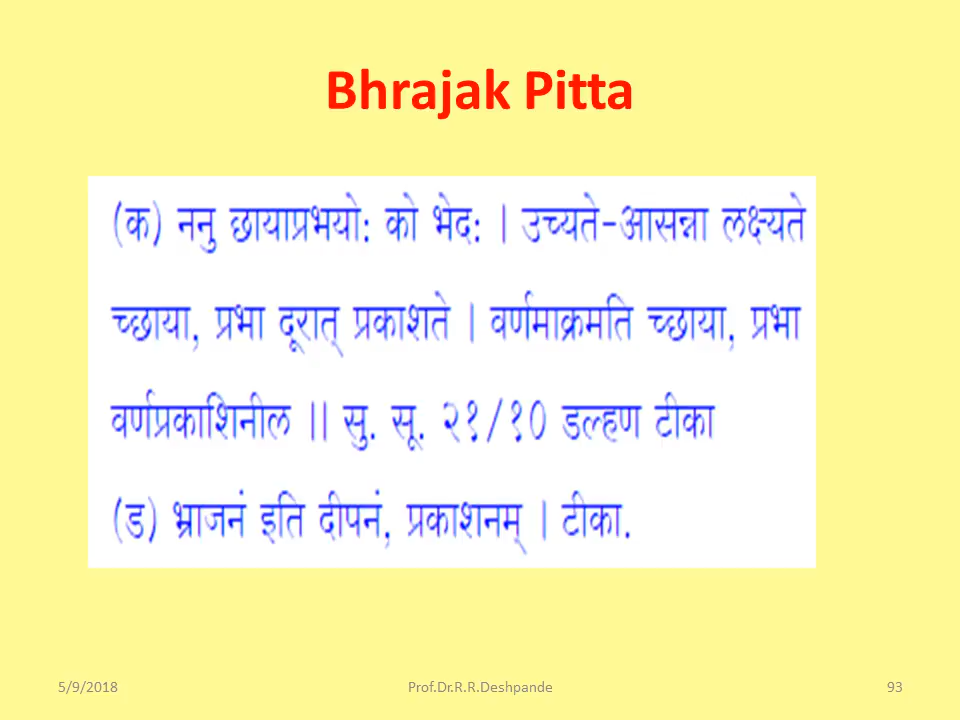 Bhrajak Pitta
(क) ननु छायाप्रभयो: को भेद: । उच्यते-आसन्ना लक्ष्यते
च्छाया, प्रभा दूरात् प्रकाशते । वर्णमाक्रमति च्छाया, प्रभा
वर्णप्रकाशिनील ॥ सु. सू. २१/१० डल्हण टीका
(ड) भ्राजनं इति दीपनं, प्रकाशनम् । टीका.
5/9/2018 Prof.Dr.R.R.Deshpande 93